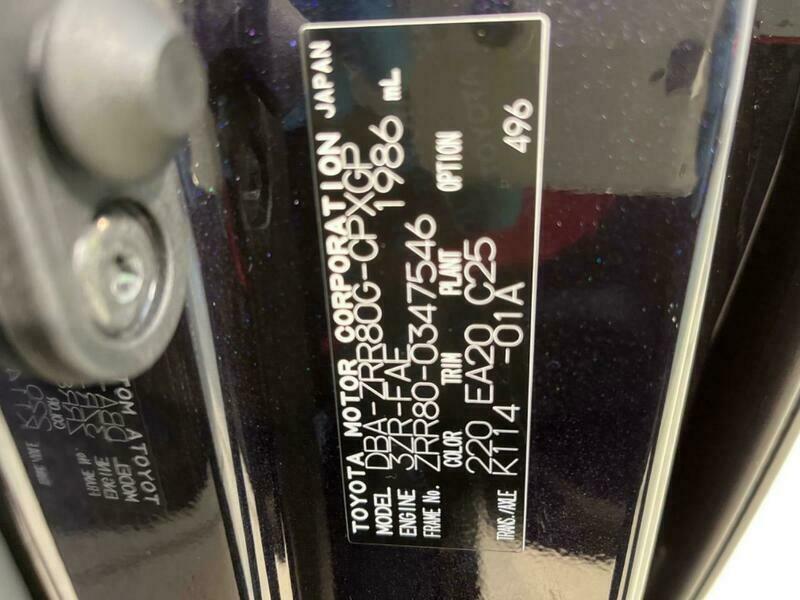 TOYOTA MOTOR CORPORATION JAPAN
MODEL DBA-ZRR80G-CPXGP
ENGINE 3ZR-FAE 1986 mL
FRAME No. ZRR80-0347546
COLOR TRIM PLANT OPTION
220 EA20 C25
TRANS./AXLE K114 -01A 496